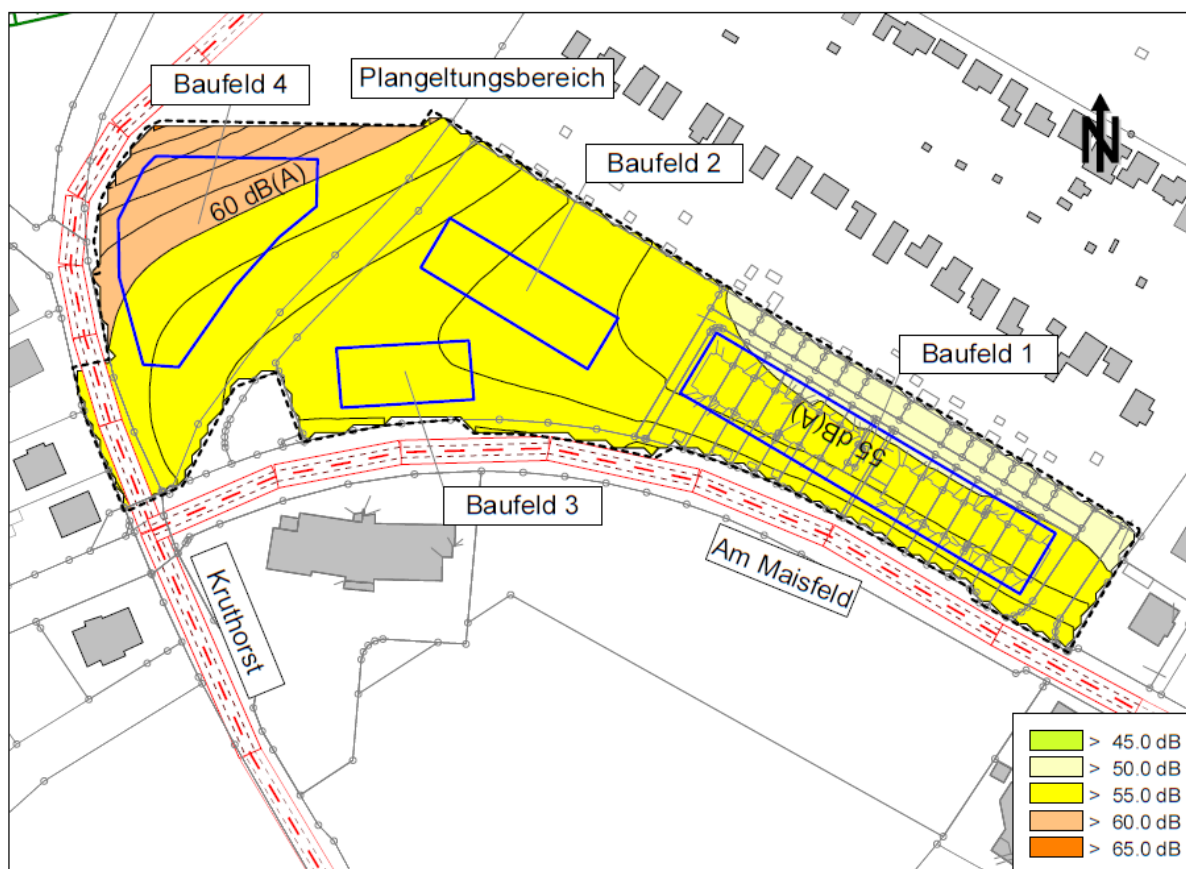 Baufeld 4
Plangeltungsbereich
N
Baufeld 2
60 dB(A)
Baufeld 1
55 dB(A)
Baufeld 3
Am Maisfeld
Kruthorst
> 45.0 dB
> 50.0 dB
> 55.0 dB
> 60.0 dB
> 65.0 dB